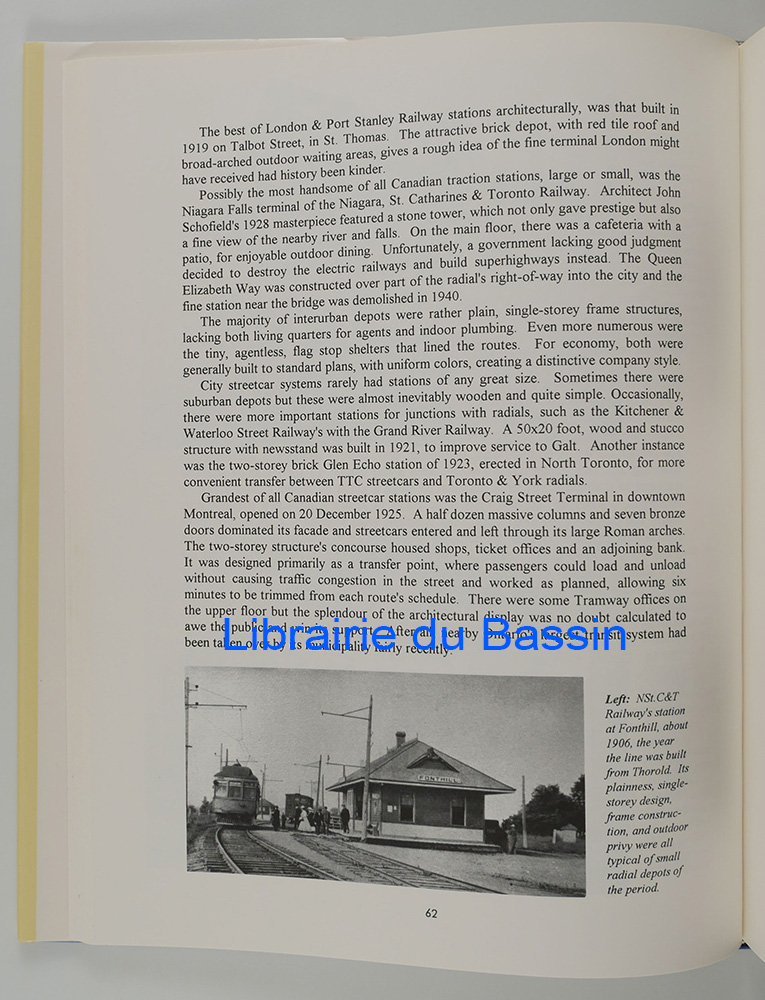 The best of London & Port Stanley Railway stations architecturally, was that built in
1919 on Talbot Street, in St. Thomas. The attractive brick depot, with red tile roof and
broad-arched outdoor waiting areas, gives a rough idea of the fine terminal London might
have received had history been kinder.
Possibly the most handsome of all Canadian traction stations, large or small, was the
Niagara Falls terminal of the Niagara, St. Catharines & Toronto Railway. Architect John
Schofield's 1928 masterpiece featured a stone tower, which not only gave prestige but also
a fine view of the nearby river and falls. On the main floor, there was a cafeteria with a
patio, for enjoyable outdoor dining. Unfortunately, a government lacking good judgment
decided to destroy the electric railways and build superhighways instead. The Queen
Elizabeth Way was constructed over part of the radial's right-of-way into the city and the
fine station near the bridge was demolished in 1940.
The majority of interurban depots were rather plain, single-storey frame structures,
lacking both living quarters for agents and indoor plumbing. Even more numerous were
the tiny, agentless, flag stop shelters that lined the routes. For economy, both were
generally built to standard plans, with uniform colors, creating a distinctive company style.
City streetcar systems rarely had stations of any great size. Sometimes there were
suburban depots but these were almost inevitably wooden and quite simple. Occasionally,
there were more important stations for junctions with radials, such as the Kitchener &
Waterloo Street Railway's with the Grand River Railway. A 50x20 foot, wood and stucco
structure with newsstand was built in 1921, to improve service to Galt. Another instance
was the two-storey brick Glen Echo station of 1923, erected in North Toronto, for more
convenient transfer between TTC streetcars and Toronto & York radials.
Grandest of all Canadian streetcar stations was the Craig Street Terminal in downtown
Montreal, opened on 20 December 1925. A half dozen massive columns and seven bronze
doors dominated its facade and streetcars entered and left through its large Roman arches.
The two-storey structure's concourse housed shops, ticket offices and an adjoining bank.
It was designed primarily as a transfer point, where passengers could load and unload
without causing traffic congestion in the street and worked as planned, allowing six
minutes to be trimmed from each route's schedule. There were some Tramway offices on
the upper floor but the splendour of the architectural display was no doubt calculated to
awe the public and win its support. After all, nearby Ontario's largest transit system had
been taken over by its municipality fairly recently.
Librairie du Bassin
FONTHILL
Left: NSt.C&T
Railway's station
at Fonthill, about
1906, the year
the line was built
from Thorold. Its
plainness, single-
storey design,
frame construc-
tion, and outdoor
privy were all
typical of small
radial depots of
the period.
62